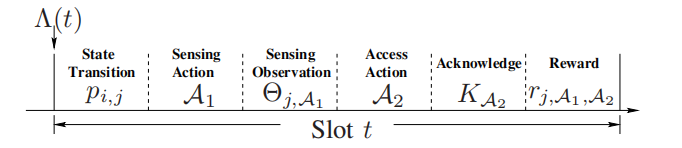 Λ(t)
State Transition
Sensing Action
Sensing Observation
Access Action
Acknowledge
Reward
p_{i,j}
𝒜_1
Θ_{j,𝒜_1}
𝒜_2
K_{𝒜_2}
r_{j,𝒜_1,𝒜_2}
Slot t